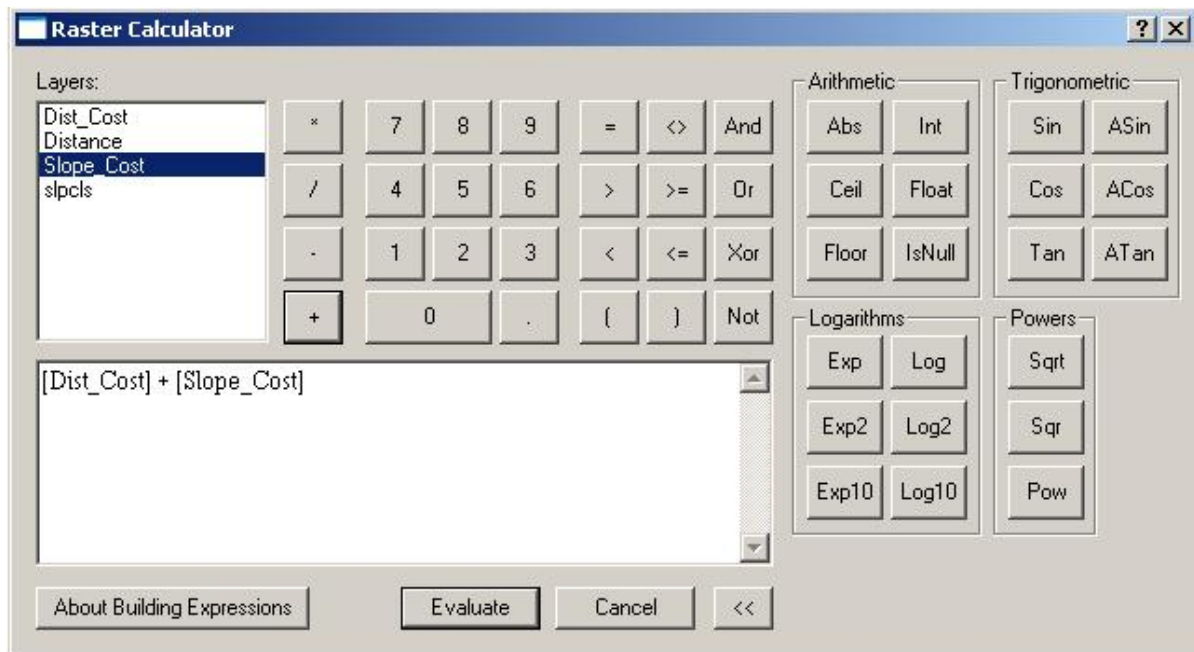 Raster Calculator
? ×
Layers:
Dist_Cost
Distance
Slope_Cost
slpcls
* 7 8 9 = <> And
/ 4 5 6 > >= Or
- 1 2 3 < <= Xor
+ 0 . ( ) Not
Arithmetic
Abs Int
Ceil Float
Floor IsNull
Trigonometric
Sin ASin
Cos ACos
Tan ATan
[Dist_Cost] + [Slope_Cost]
Logarithms
Exp Log
Exp2 Log2
Exp10 Log10
Powers
Sqrt
Sqr
Pow
About Building Expressions
Evaluate
Cancel
<<